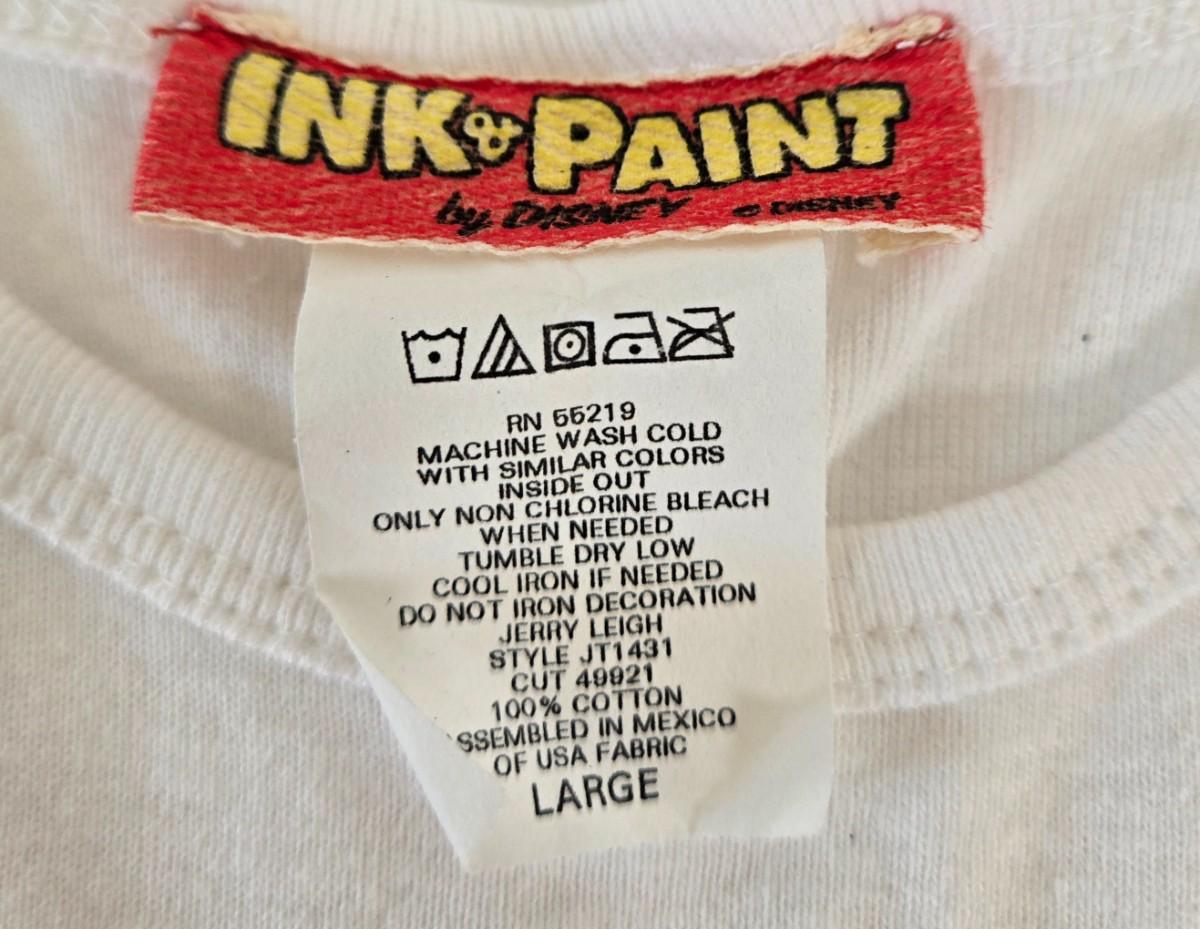 INK & PAINT
by DISNEY © DISNEY
RN 55219
MACHINE WASH COLD
WITH SIMILAR COLORS
INSIDE OUT
ONLY NON CHLORINE BLEACH
WHEN NEEDED
TUMBLE DRY LOW
COOL IRON IF NEEDED
DO NOT IRON DECORATION
JERRY LEIGH
STYLE JT1431
CUT 49921
100% COTTON
SSEMBLED IN MEXICO
OF USA FABRIC
LARGE